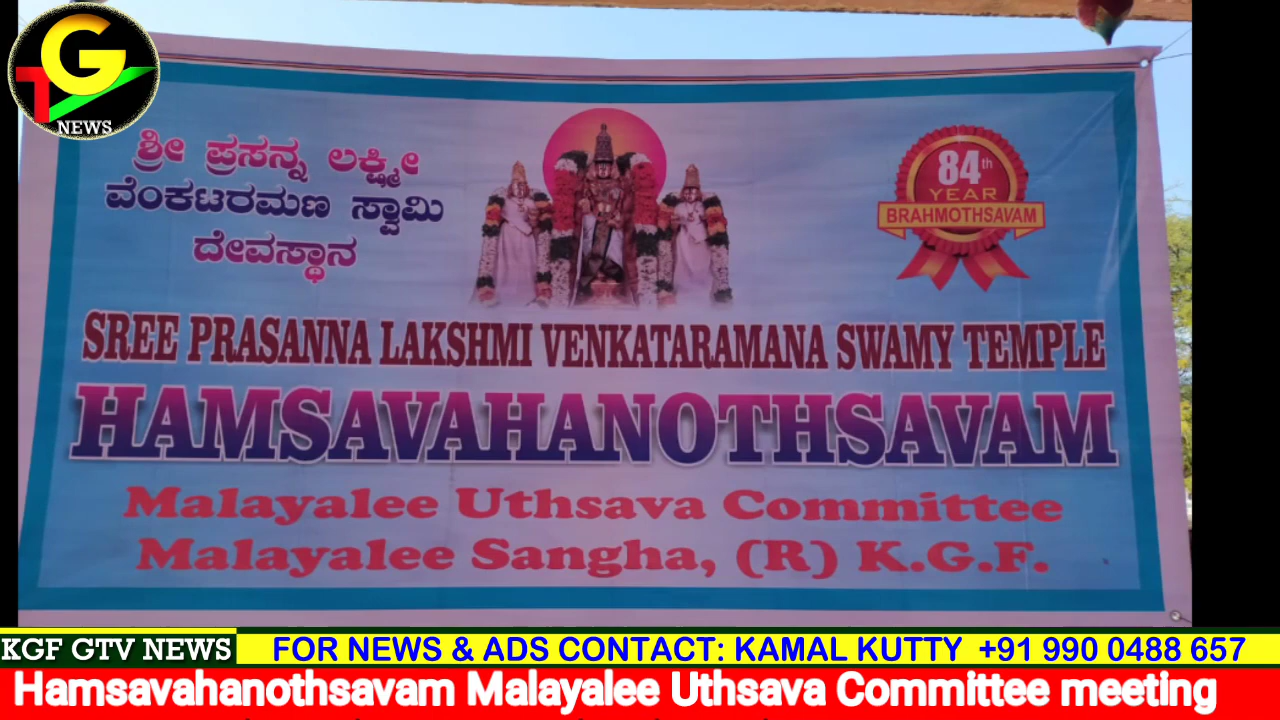 G
TV
NEWS
ಶ್ರೀ ಪ್ರಸನ್ನ ಲಕ್ಷ್ಮೀ
ವೆಂಕಟರಮಣ ಸ್ವಾಮಿ
ದೇವಸ್ಥಾನ
84th
YEAR
BRAHMOTHSAVAM
SREE PRASANNA LAKSHMI VENKATARAMANA SWAMY TEMPLE
HAMSAVAHANOTHSAVAM
Malayalee Uthsava Committee
Malayalee Sangha, (R) K.G.F.
KGF GTV NEWS
FOR NEWS & ADS CONTACT: KAMAL KUTTY +91 990 0488 657
Hamsavahanothsavam Malayalee Uthsava Committee meeting